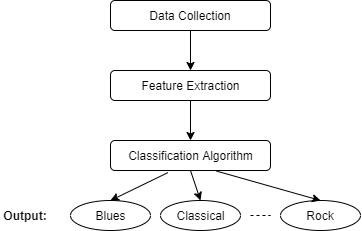 Data Collection
Feature Extraction
Classification Algorithm
Output: Blues Classical Rock